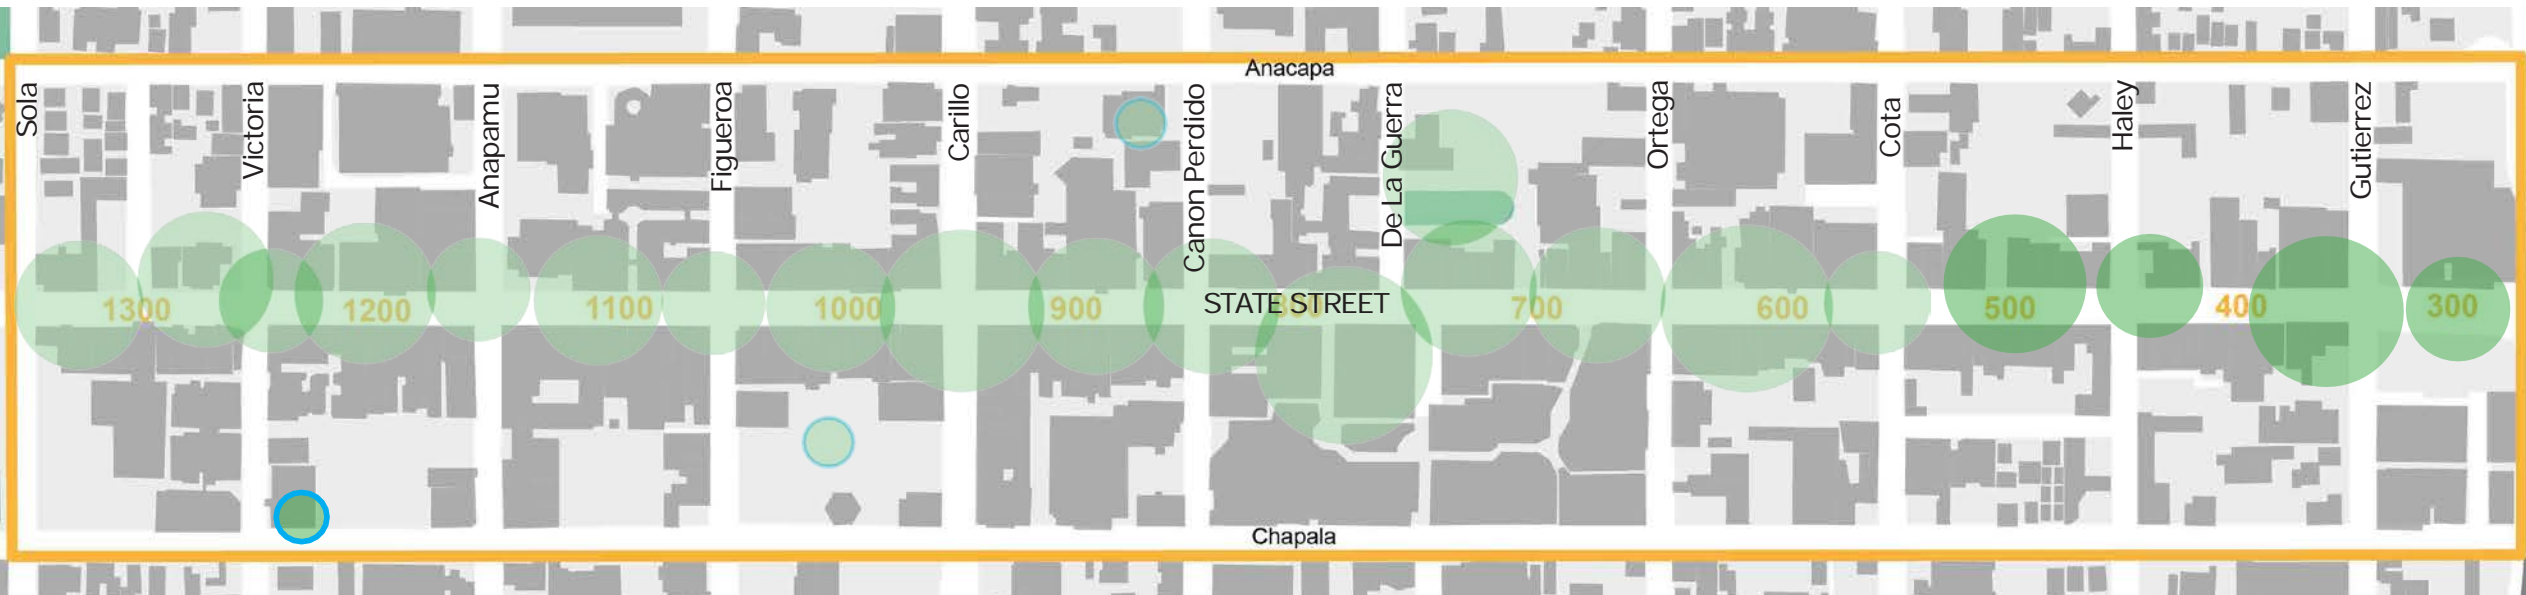 Anacapa
Sola
Victoria
Anapamu
Figueroa
Carillo
Canon Perdido
De La Guerra
Ortega
Cota
Haley
Gutierrez
1300
1200
1100
1000
900
STATE STREET
800
700
600
500
400
300
Chapala